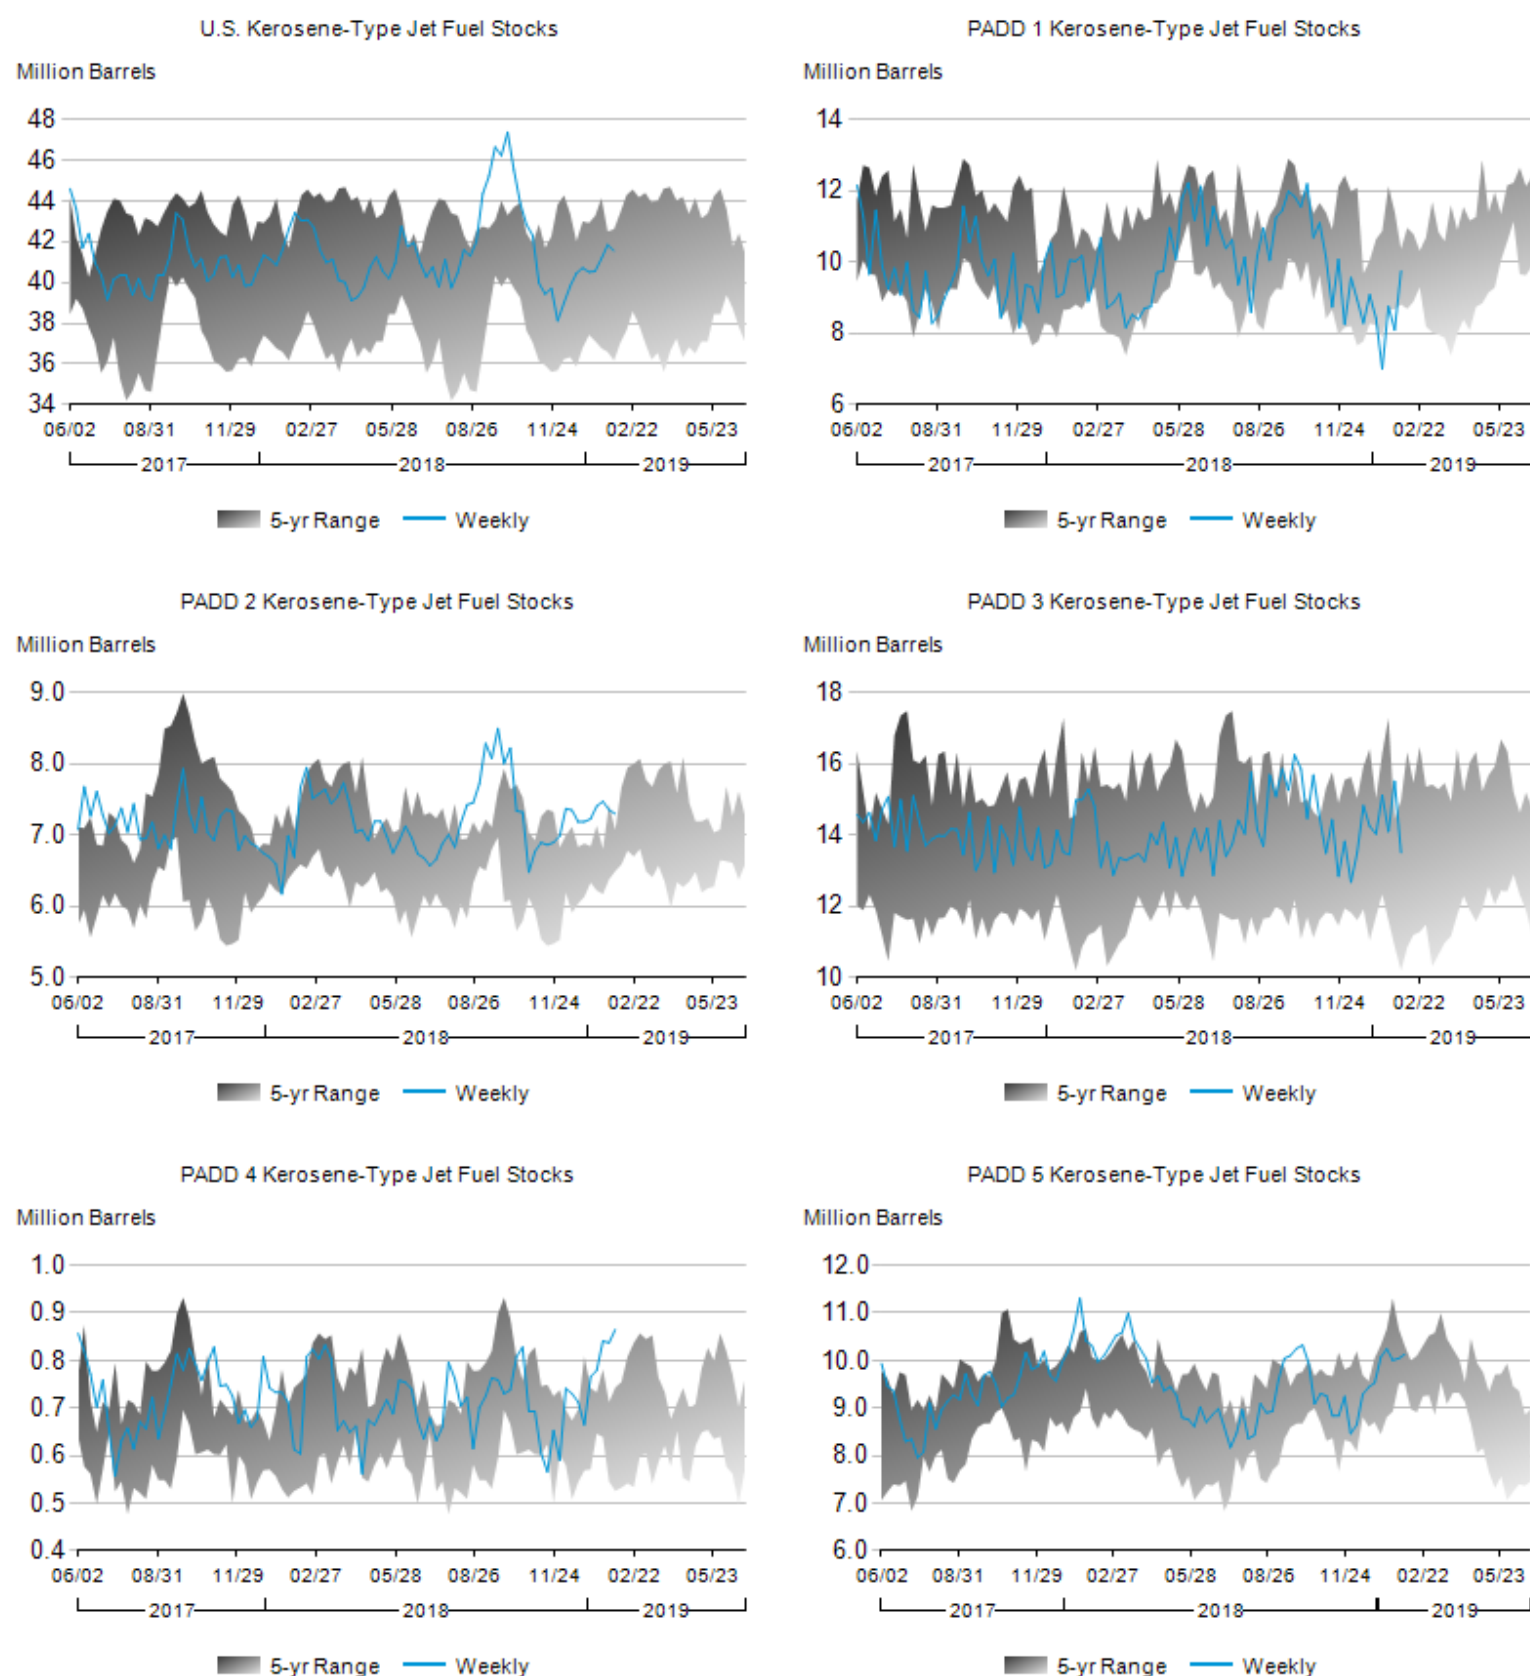 U.S. Kerosene-Type Jet Fuel Stocks
Million Barrels
48
46
44
42
40
38
36
34
06/02 08/31 11/29 02/27 05/28 08/26 11/24 02/22 05/23
2017 2018 2019
5-yr Range Weekly
PADD 1 Kerosene-Type Jet Fuel Stocks
Million Barrels
14
12
10
8
6
06/02 08/31 11/29 02/27 05/28 08/26 11/24 02/22 05/23
2017 2018 2019
5-yr Range Weekly
PADD 2 Kerosene-Type Jet Fuel Stocks
Million Barrels
9.0
8.0
7.0
6.0
5.0
06/02 08/31 11/29 02/27 05/28 08/26 11/24 02/22 05/23
2017 2018 2019
5-yr Range Weekly
PADD 3 Kerosene-Type Jet Fuel Stocks
Million Barrels
18
16
14
12
10
06/02 08/31 11/29 02/27 05/28 08/26 11/24 02/22 05/23
2017 2018 2019
5-yr Range Weekly
PADD 4 Kerosene-Type Jet Fuel Stocks
Million Barrels
1.0
0.9
0.8
0.7
0.6
0.5
0.4
06/02 08/31 11/29 02/27 05/28 08/26 11/24 02/22 05/23
2017 2018 2019
5-yr Range Weekly
PADD 5 Kerosene-Type Jet Fuel Stocks
Million Barrels
12.0
11.0
10.0
9.0
8.0
7.0
6.0
06/02 08/31 11/29 02/27 05/28 08/26 11/24 02/22 05/23
2017 2018 2019
5-yr Range Weekly